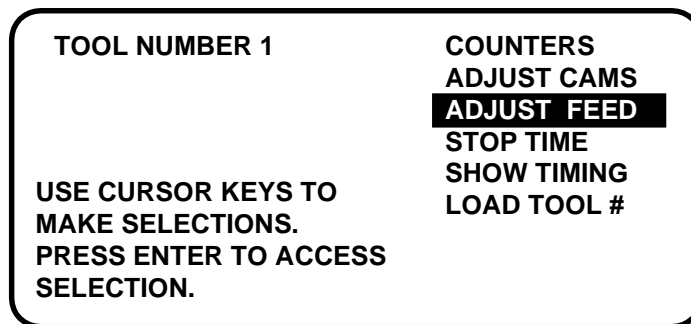 TOOL NUMBER 1
USE CURSOR KEYS TO
MAKE SELECTIONS.
PRESS ENTER TO ACCESS
SELECTION.
COUNTERS
ADJUST CAMS
ADJUST FEED
STOP TIME
SHOW TIMING
LOAD TOOL #